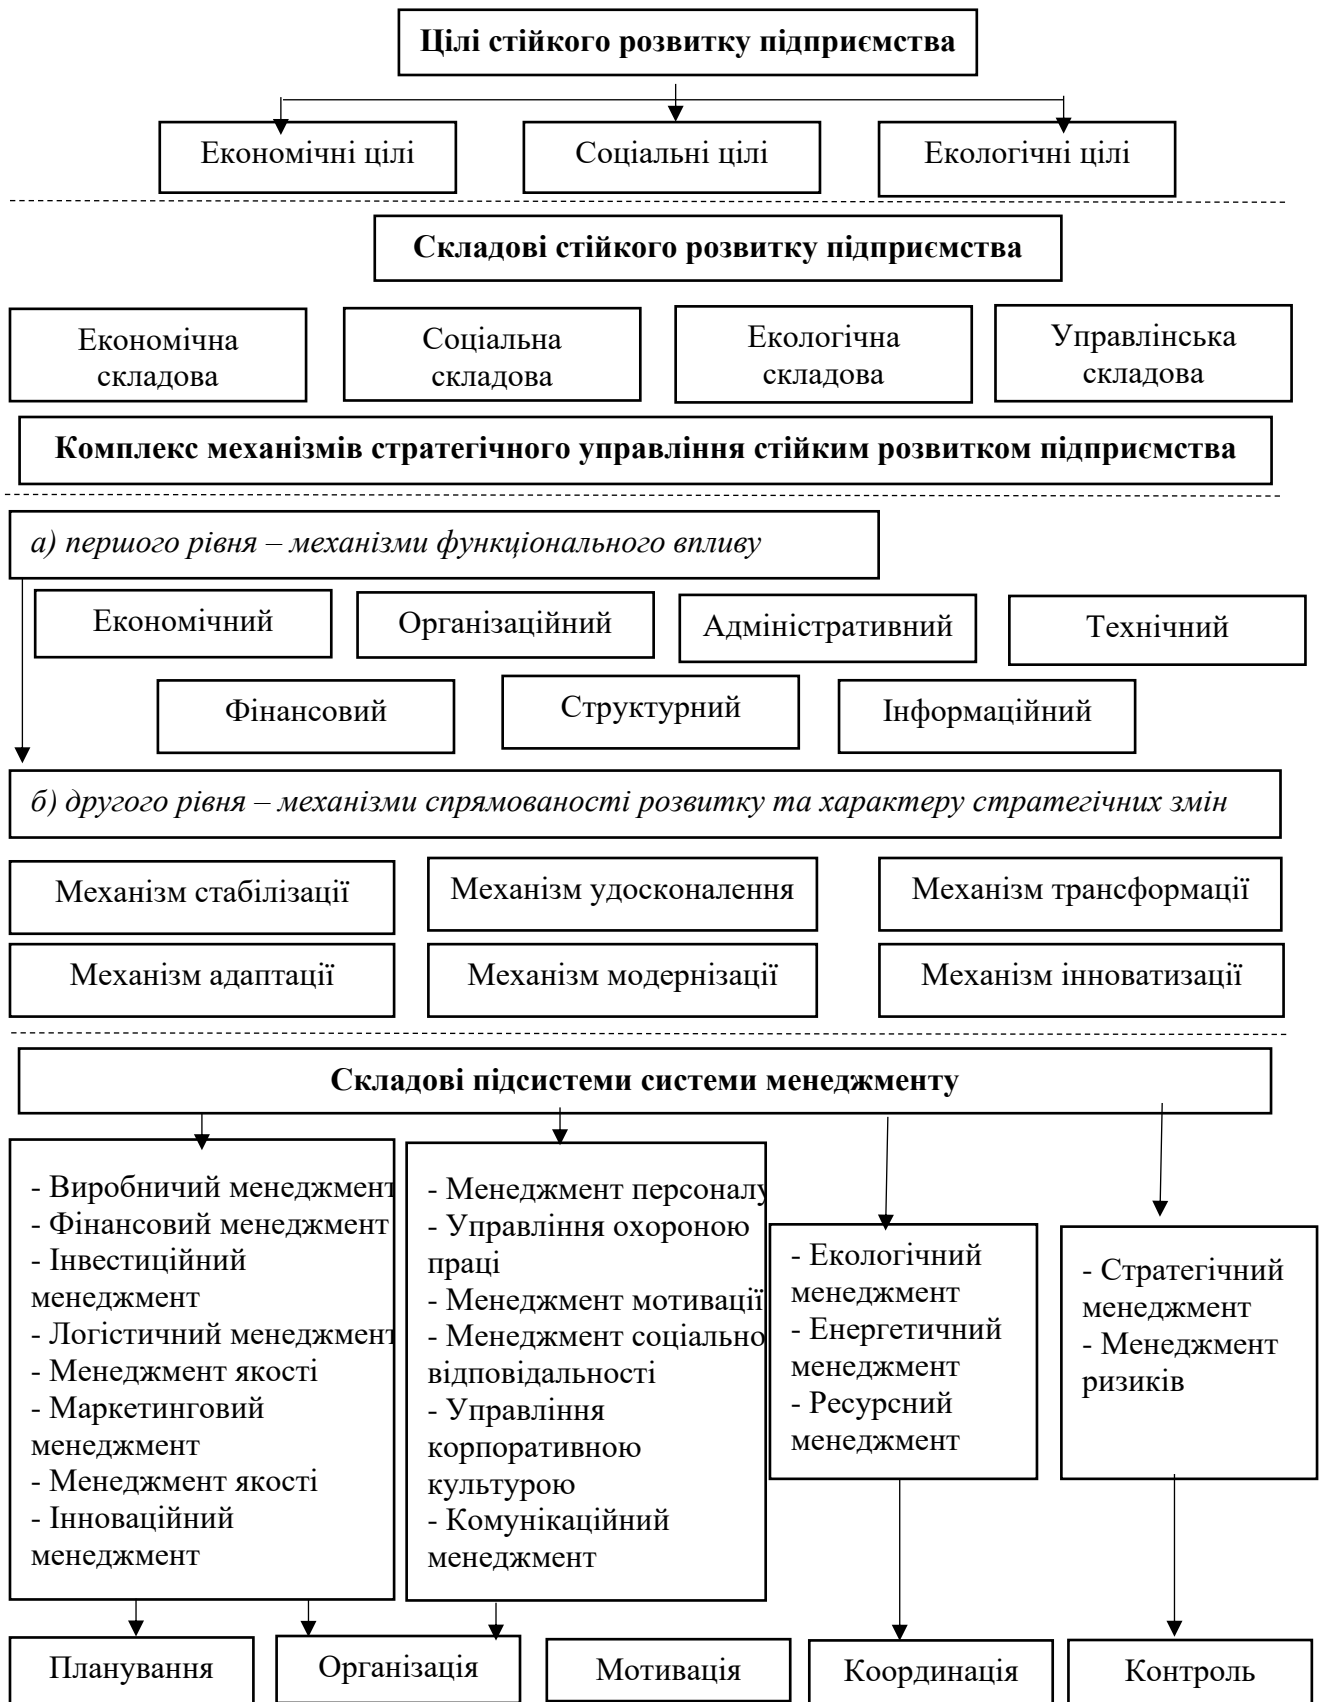 Цілі стійкого розвитку підприємства
Економічні цілі
Соціальні цілі
Екологічні цілі
Складові стійкого розвитку підприємства
Економічна
складова
Соціальна
складова
Екологічна
складова
Управлінська
складова
Комплекс механізмів стратегічного управління стійким розвитком підприємства
а) першого рівня – механізми функціонального впливу
Економічний
Організаційний
Адміністративний
Технічний
Фінансовий
Структурний
Інформаційний
б) другого рівня – механізми спрямованості розвитку та характеру стратегічних змін
Механізм стабілізації
Механізм удосконалення
Механізм трансформації
Механізм адаптації
Механізм модернізації
Механізм інноватизації
Складові підсистеми системи менеджменту
- Виробничий менеджмент
- Фінансовий менеджмент
- Інвестиційний
менеджмент
- Логістичний менеджмент
- Менеджмент якості
- Маркетинговий
менеджмент
- Менеджмент якості
- Інноваційний
менеджмент
- Менеджмент персоналу
- Управління охороною
праці
- Менеджмент мотивації
- Менеджмент соціально
відповідальності
- Управління
корпоративною
культурою
- Комунікаційний
менеджмент
- Екологічний
менеджмент
- Енергетичний
менеджмент
- Ресурсний
менеджмент
- Стратегічний
менеджмент
- Менеджмент
ризиків
Планування
Організація
Мотивація
Координація
Контроль